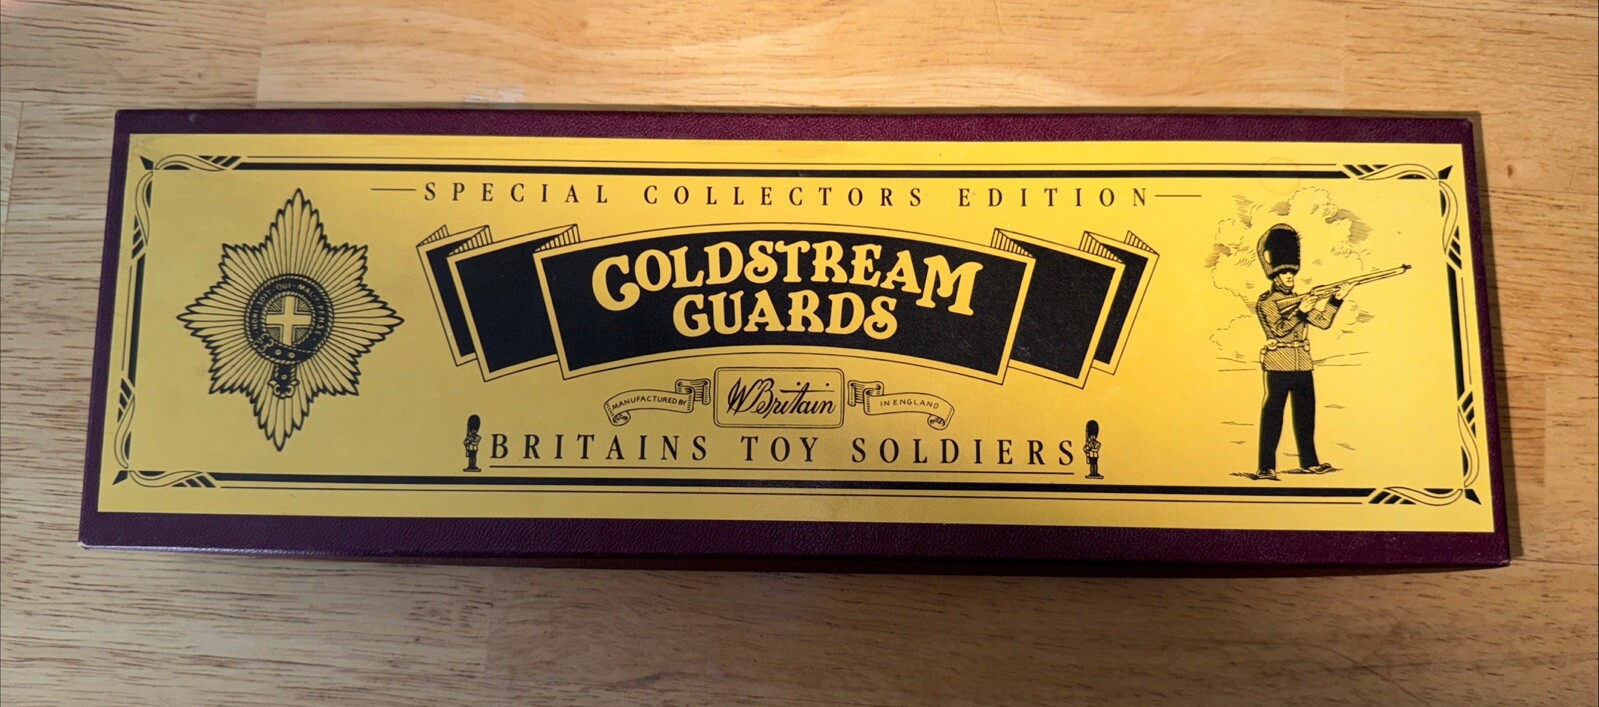 SPECIAL COLLECTORS EDITION
COLDSTREAM
GUARDS
MANUFACTURED BY
W Britain
IN ENGLAND
BRITAINS TOY SOLDIERS